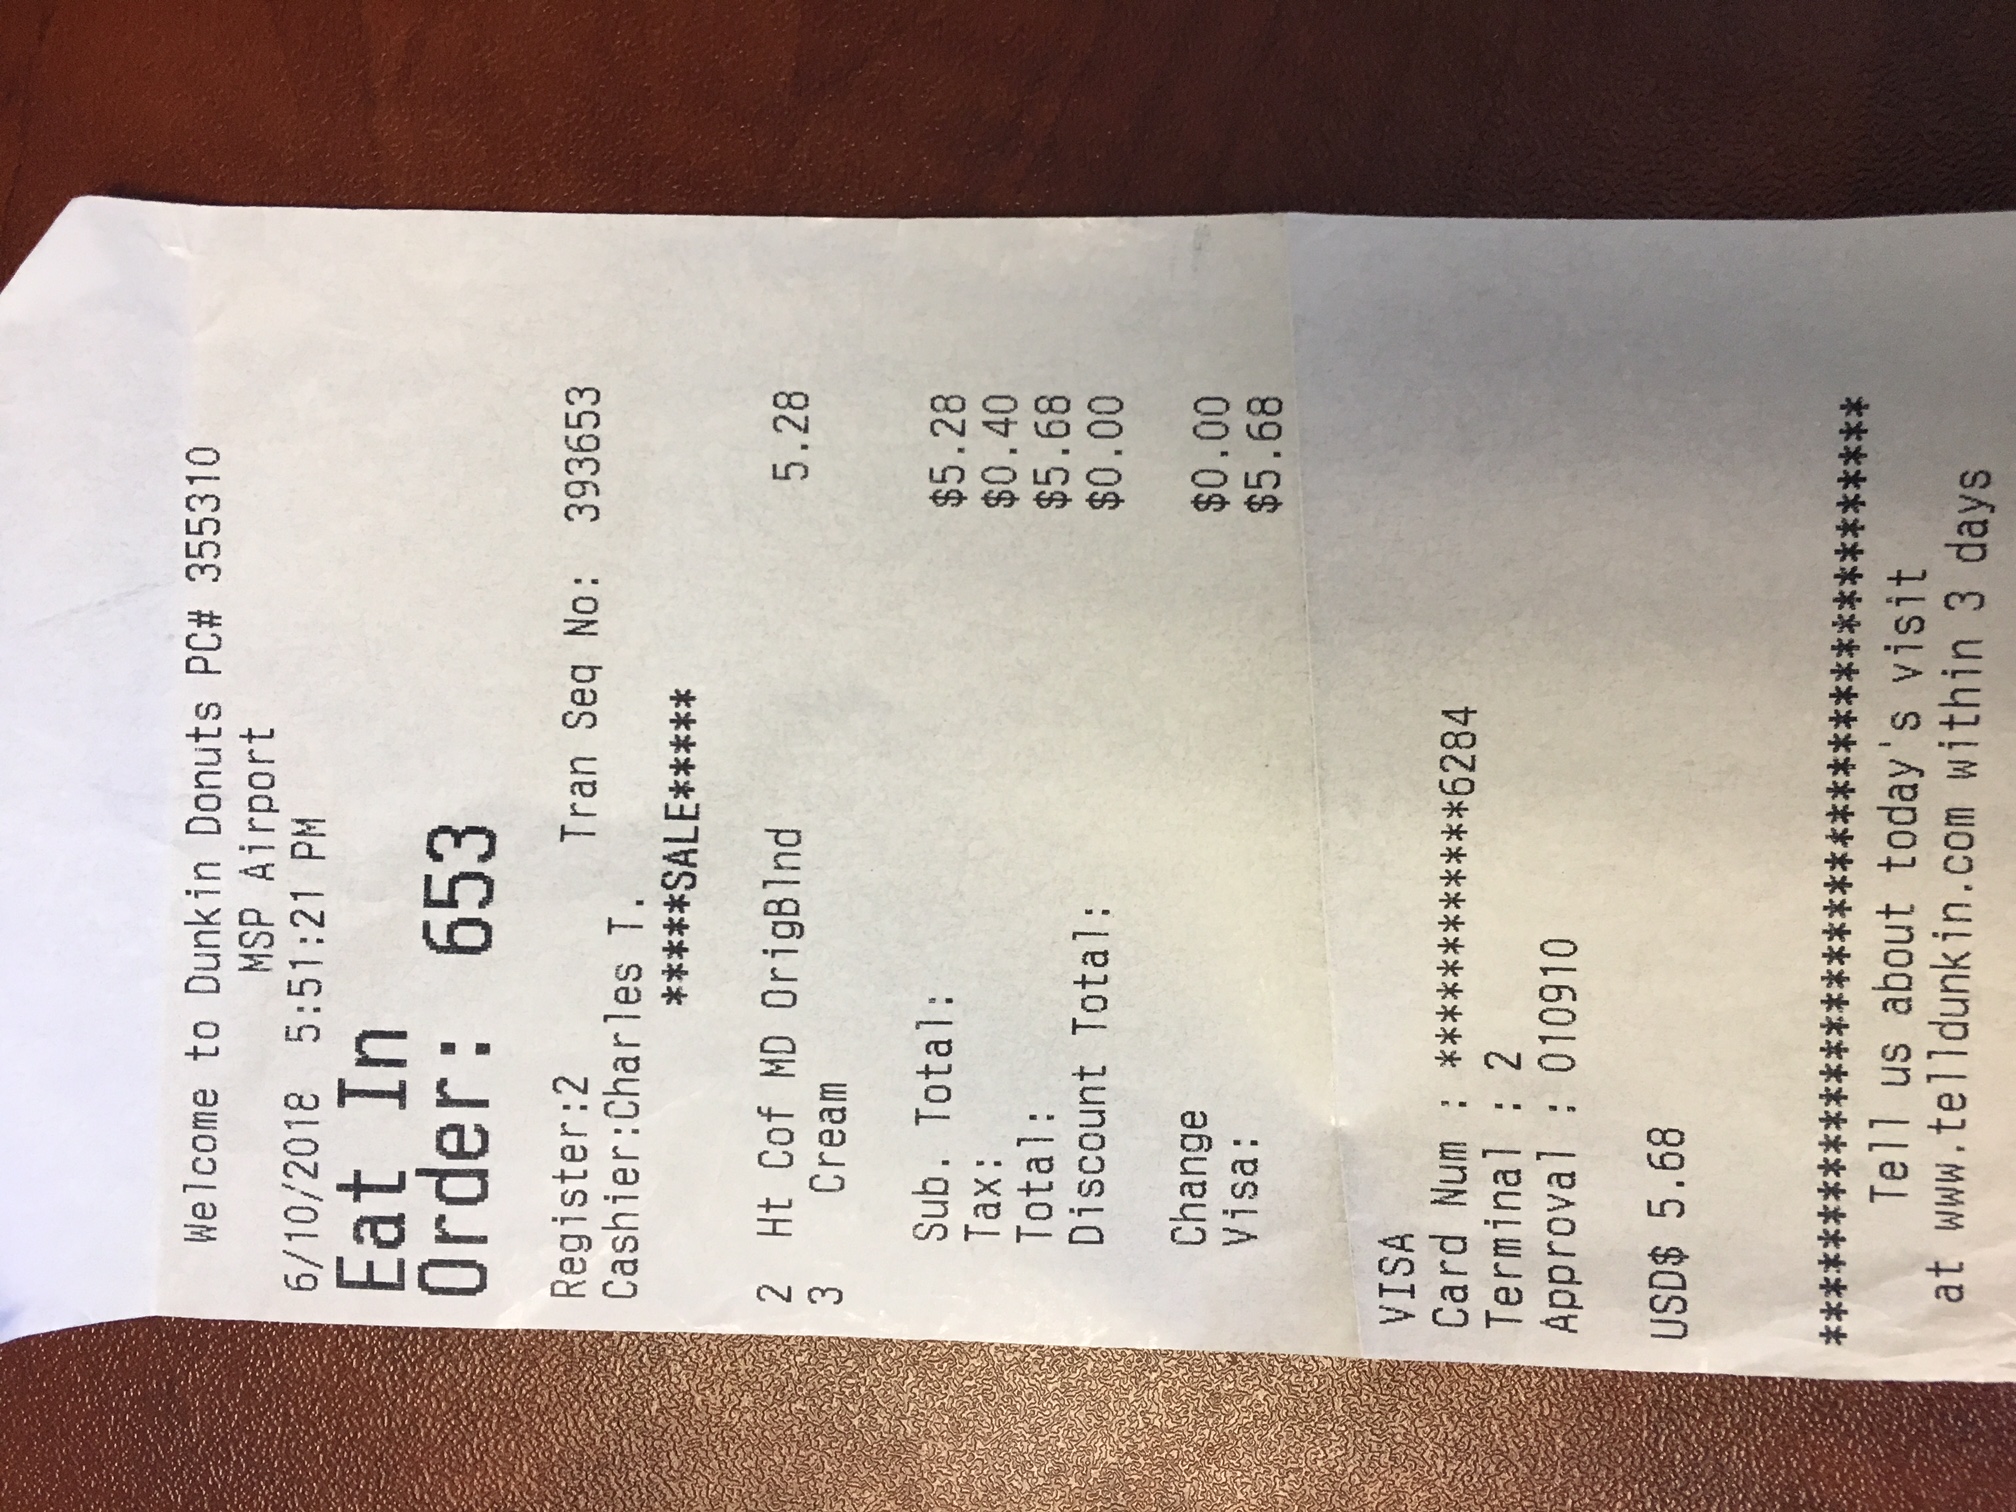 Welcome to Dunkin Donuts PC# 355310
MSP Airport
6/10/2018 5:51:21 PM
Eat In
Order: 653
Register:2 Tran Seq No: 393653
Cashier:Charles T.
*****SALE*****
2 Ht Cof MD OrigBlnd 5.28
3 Cream
Sub. Total: $5.28
Tax: $0.40
Total: $5.68
Discount Total: $0.00
Change $0.00
Visa: $5.68
VISA
Card Num : ************6284
Terminal : 2
Approval : 010910
USD$ 5.68
****************************************
Tell us about today's visit
at www.telldunkin.com within 3 days